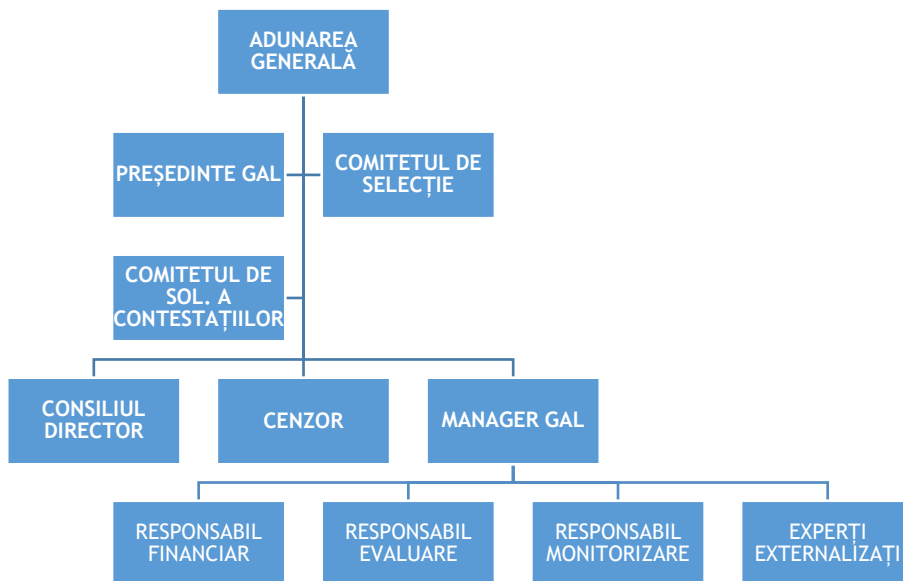 ADUNAREA
GENERALĂ
PREȘEDINTE GAL
COMITETUL DE
SELECȚIE
COMITETUL DE
SOL. A
CONTESTAȚIILOR
CONSILIUL
DIRECTOR
CENZOR
MANAGER GAL
RESPONSABIL
FINANCIAR
RESPONSABIL
EVALUARE
RESPONSABIL
MONITORIZARE
EXPERȚI
EXTERNALIZAȚI